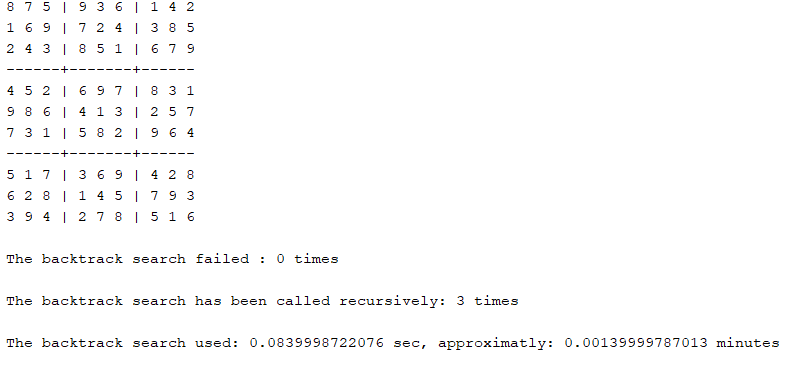 8 7 5 | 9 3 6 | 1 4 2
1 6 9 | 7 2 4 | 3 8 5
2 4 3 | 8 5 1 | 6 7 9
------+-------+------
4 5 2 | 6 9 7 | 8 3 1
9 8 6 | 4 1 3 | 2 5 7
7 3 1 | 5 8 2 | 9 6 4
------+-------+------
5 1 7 | 3 6 9 | 4 2 8
6 2 8 | 1 4 5 | 7 9 3
3 9 4 | 2 7 8 | 5 1 6
The backtrack search failed : 0 times
The backtrack search has been called recursively: 3 times
The backtrack search used: 0.0839998722076 sec, approximatly: 0.00139999787013 minutes